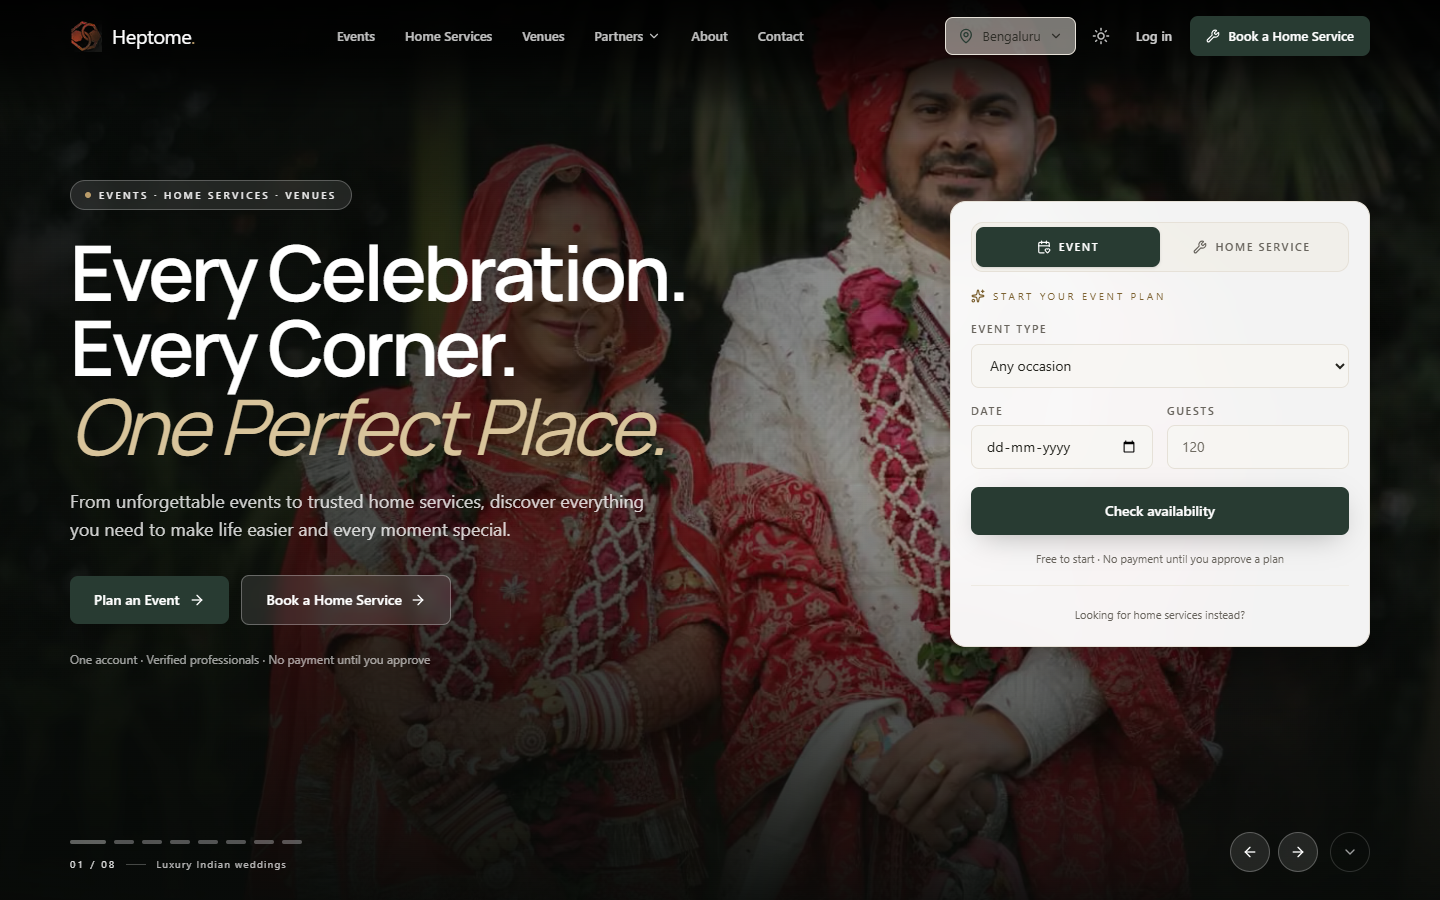 Heptome.
Events
Home Services
Venues
Partners
About
Contact
Bengaluru
Log in
Book a Home Service
EVENTS · HOME SERVICES · VENUES
Every Celebration.
Every Corner.
One Perfect Place.
From unforgettable events to trusted home services, discover everything
you need to make life easier and every moment special.
Plan an Event
Book a Home Service
One account · Verified professionals · No payment until you approve
EVENT
HOME SERVICE
START YOUR EVENT PLAN
EVENT TYPE
Any occasion
DATE
GUESTS
dd-mm-yyyy
120
Check availability
Free to start · No payment until you approve a plan
Looking for home services instead?
01 / 08
Luxury Indian weddings